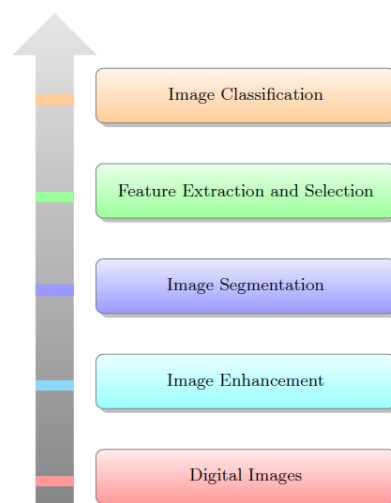 Image Classification
Feature Extraction and Selection
Image Segmentation
Image Enhancement
Digital Images